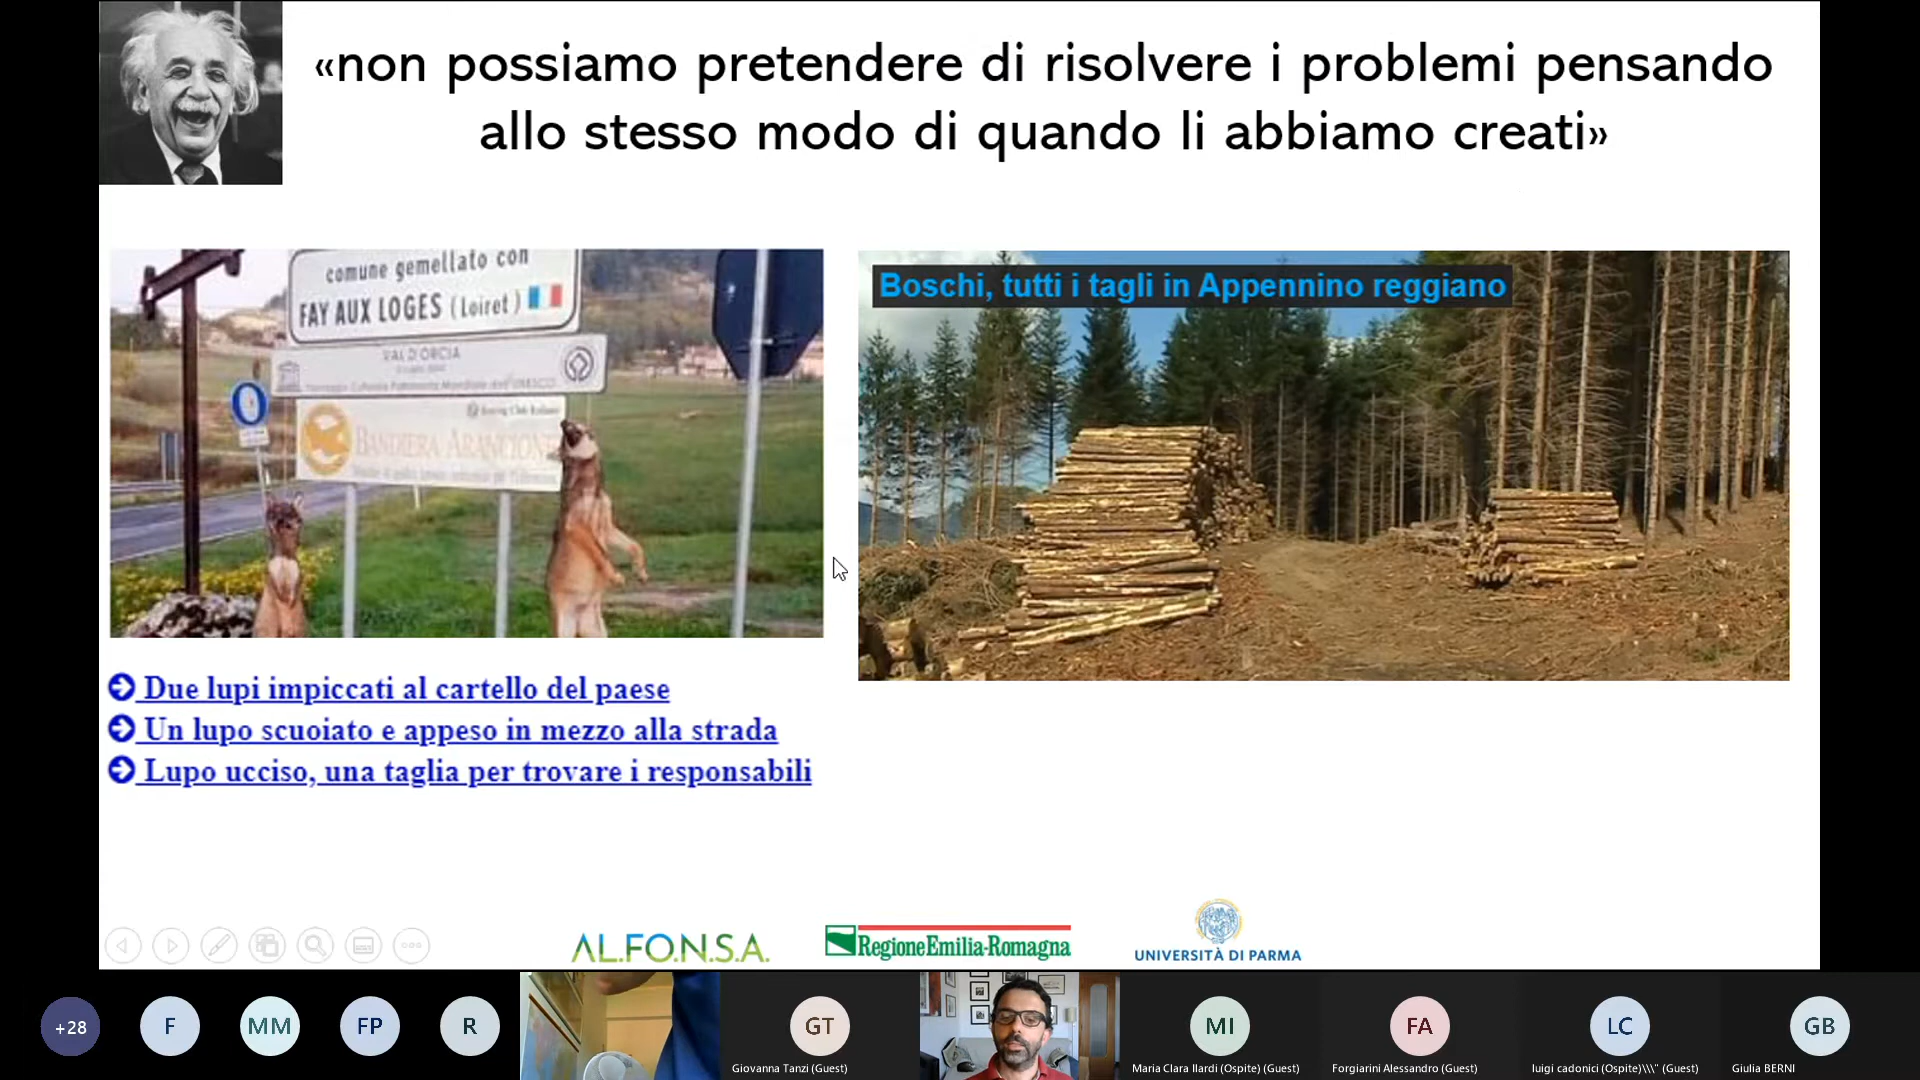 «non possiamo pretendere di risolvere i problemi pensando
allo stesso modo di quando li abbiamo creati»
comune gemellato con
FAY AUX LOGES (Loiret)
VAL D'ORCIA
Touring Club Italiano
BANDIERA ARANCIONE
Boschi, tutti i tagli in Appennino reggiano
Due lupi impiccati al cartello del paese
Un lupo scuoiato e appeso in mezzo alla strada
Lupo ucciso, una taglia per trovare i responsabili
AL.FO.N.S.A.
RegioneEmilia-Romagna
UNIVERSITÀ DI PARMA
+28
F
MM
FP
R
GT
Giovanna Tanzi (Guest)
MI
Maria Clara Ilardi (Ospite) (Guest)
FA
Forgiarini Alessandro (Guest)
LC
luigi cadonici (Ospite)\\\" (Guest)
GB
Giulia BERNI